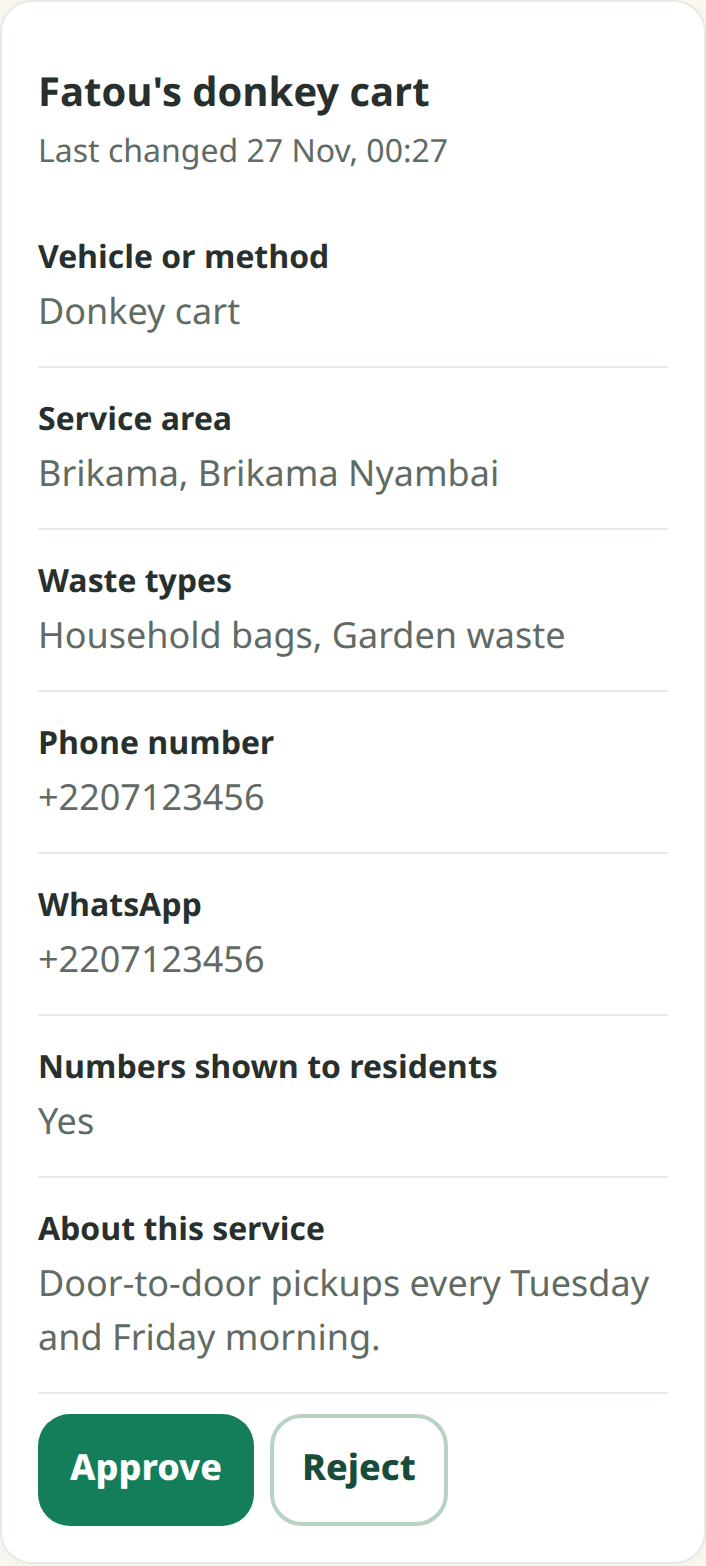 Fatou's donkey cart
Last changed 27 Nov, 00:27
Vehicle or method
Donkey cart
Service area
Brikama, Brikama Nyambai
Waste types
Household bags, Garden waste
Phone number
+2207123456
WhatsApp
+2207123456
Numbers shown to residents
Yes
About this service
Door-to-door pickups every Tuesday
and Friday morning.
Approve
Reject